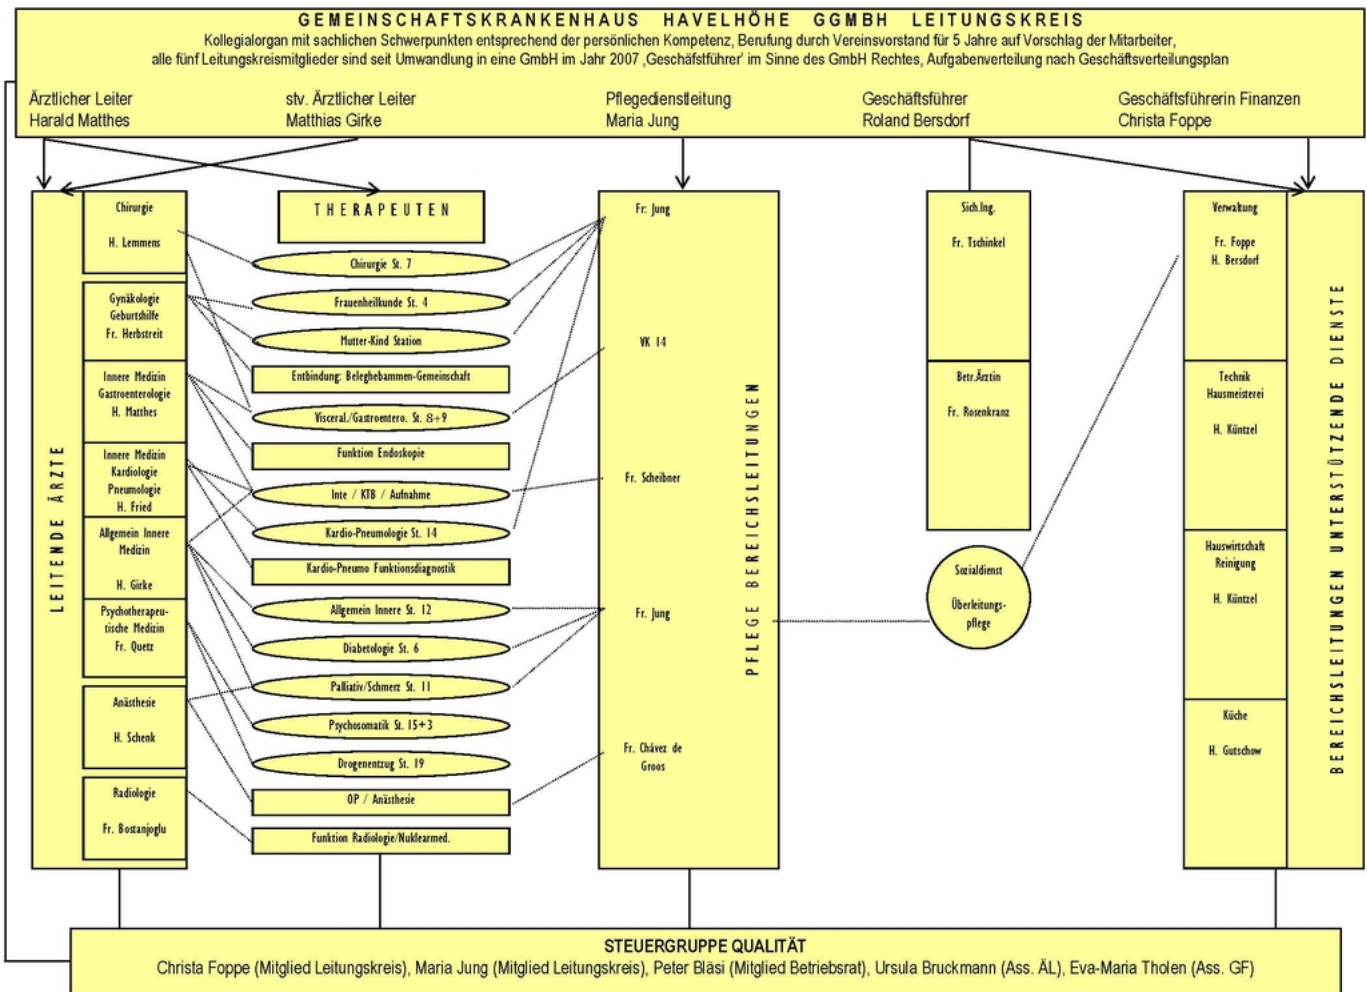 GEMEINSCHAFTSKRANKENHAUS HAVELHÖHE GGMBH LEITUNGSKREIS
Kollegialorgan mit sachlichen Schwerpunkten entsprechend der persönlichen Kompetenz, Berufung durch Vereinsvorstand für 5 Jahre auf Vorschlag der Mitarbeiter,
alle fünf Leitungskreismitglieder sind seit Umwandlung in eine GmbH im Jahr 2007 ‚Geschäfstführer' im Sinne des GmbH Rechtes, Aufgabenverteilung nach Geschäftsverteilungsplan
Ärztlicher Leiter
Harald Matthes
stv. Ärztlicher Leiter
Matthias Girke
Pflegedienstleitung
Maria Jung
Geschäftsführer
Roland Bersdorf
Geschäftsführerin Finanzen
Christa Foppe
LEITENDE ÄRZTE
Chirurgie
H. Lemmens
Gynäkologie
Geburtshilfe
Fr. Herbstreit
Innere Medizin
Gastroenterologie
H. Matthes
Innere Medizin
Kardiologie
Pneumologie
H. Fried
Allgemein Innere
Medizin
H. Girke
Psychotherapeu-
tische Medizin
Fr. Quetz
Anästhesie
H. Schenk
Radiologie
Fr. Bostanjoglu
THERAPEUTEN
Chirurgie St. 7
Frauenheilkunde St. 4
Mutter-Kind Station
Entbindung: Beleghebammen-Gemeinschaft
Visceral./Gastroentero. St. 8+9
Funktion Endoskopie
Inte / KTB / Aufnahme
Kardio-Pneumologie St. 14
Kardio-Pneumo Funktionsdiagnostik
Allgemein Innere St. 12
Diabetologie St. 6
Palliativ/Schmerz St. 11
Psychosomatik St. 15+3
Drogenentzug St. 19
OP / Anästhesie
Funktion Radiologie/Nuklearmed.
Fr. Jung
VK 14
Fr. Scheibner
Fr. Jung
Fr. Chávez de
Groos
PFLEGE BEREICHSLEITUNGEN
Sich.Ing.
Fr. Tschinkel
Betr.Ärztin
Fr. Rosenkranz
Sozialdienst
Überleitungs-
pflege
Verwaltung
Fr. Foppe
H. Bersdorf
Technik
Hausmeisterei
H. Küntzel
Hauswirtschaft
Reinigung
H. Küntzel
Küche
H. Gutschow
BEREICHSLEITUNGEN UNTERSTÜTZENDE DIENSTE
STEUERGRUPPE QUALITÄT
Christa Foppe (Mitglied Leitungskreis), Maria Jung (Mitglied Leitungskreis), Peter Bläsi (Mitglied Betriebsrat), Ursula Bruckmann (Ass. ÄL), Eva-Maria Tholen (Ass. GF)